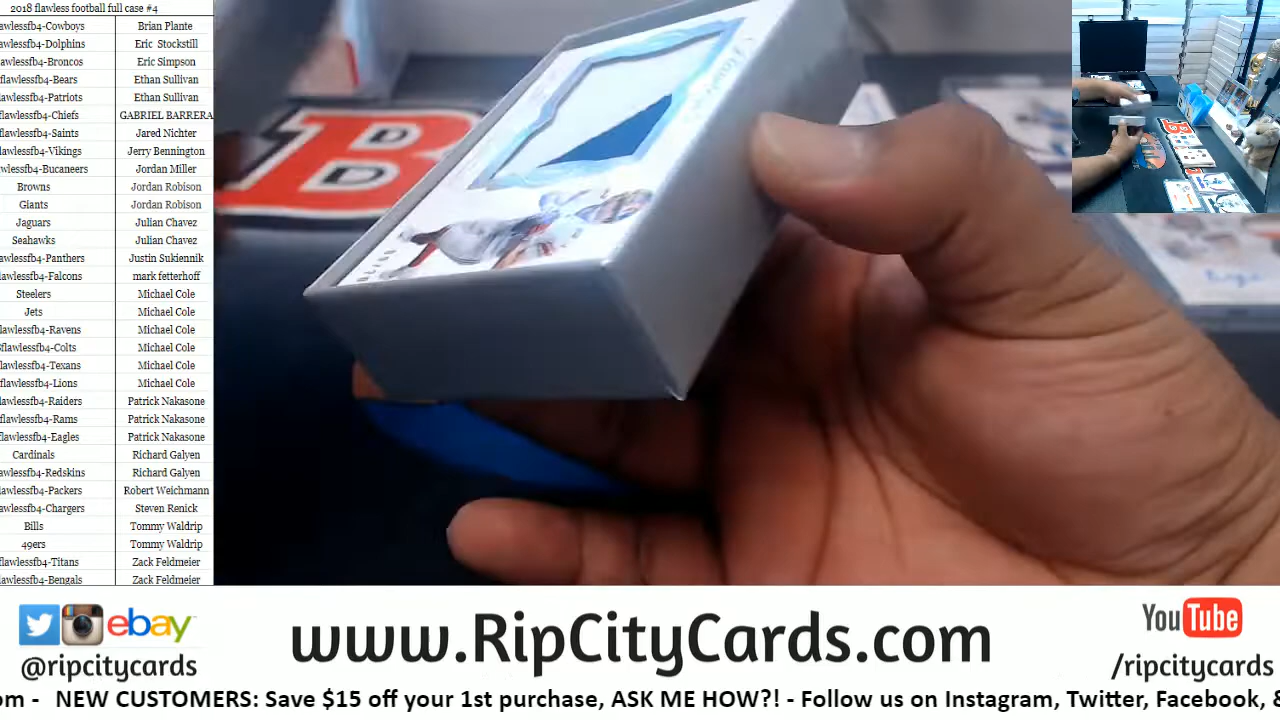 2018 flawless football full case #4
awlessfb4-Cowboys Brian Plante
flawlessfb4-Dolphins Eric Stockstill
lawlessfb4-Broncos Eric Simpson
flawlessfb4-Bears Ethan Sullivan
lawlessfb4-Patriots Ethan Sullivan
flawlessfb4-Chiefs GABRIEL BARRERA
flawlessfb4-Saints Jared Nichter
lawlessfb4-Vikings Jerry Bennington
wlessfb4-Bucaneers Jordan Miller
Browns Jordan Robison
Giants Jordan Robison
Jaguars Julian Chavez
Seahawks Julian Chavez
lawlessfb4-Panthers Justin Sukiennik
flawlessfb4-Falcons mark fetterhoff
Steelers Michael Cole
Jets Michael Cole
flawlessfb4-Ravens Michael Cole
flawlessfb4-Colts Michael Cole
flawlessfb4-Texans Michael Cole
flawlessfb4-Lions Michael Cole
flawlessfb4-Raiders Patrick Nakasone
flawlessfb4-Rams Patrick Nakasone
flawlessfb4-Eagles Patrick Nakasone
Cardinals Richard Galyen
lawlessfb4-Redskins Richard Galyen
awlessfb4-Packers Robert Weichmann
awlessfb4-Chargers Steven Renick
Bills Tommy Waldrip
49ers Tommy Waldrip
flawlessfb4-Titans Zack Feldmeier
lawlessfb4-Bengals Zack Feldmeier
B
ebay
@ripcitycards
www.RipCityCards.com
YouTube
/ripcitycards
om - NEW CUSTOMERS: Save $15 off your 1st purchase, ASK ME HOW?! - Follow us on Instagram, Twitter, Facebook, &